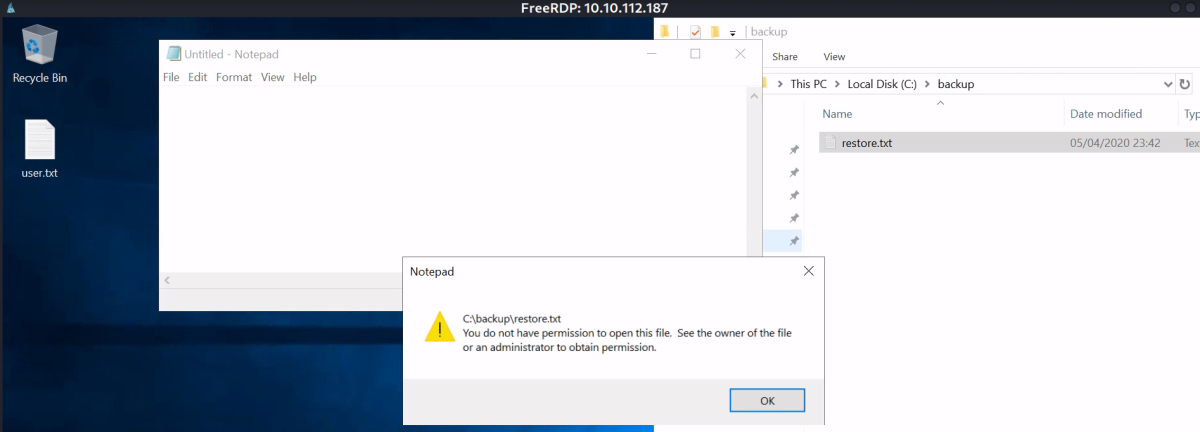 FreeRDP: 10.10.112.187
Recycle Bin
user.txt
Untitled - Notepad
File Edit Format View Help
backup
Share View
This PC > Local Disk (C:) > backup
Name Date modified Typ
restore.txt 05/04/2020 23:42 Tex
Notepad
C:\backup\restore.txt
You do not have permission to open this file. See the owner of the file
or an administrator to obtain permission.
OK